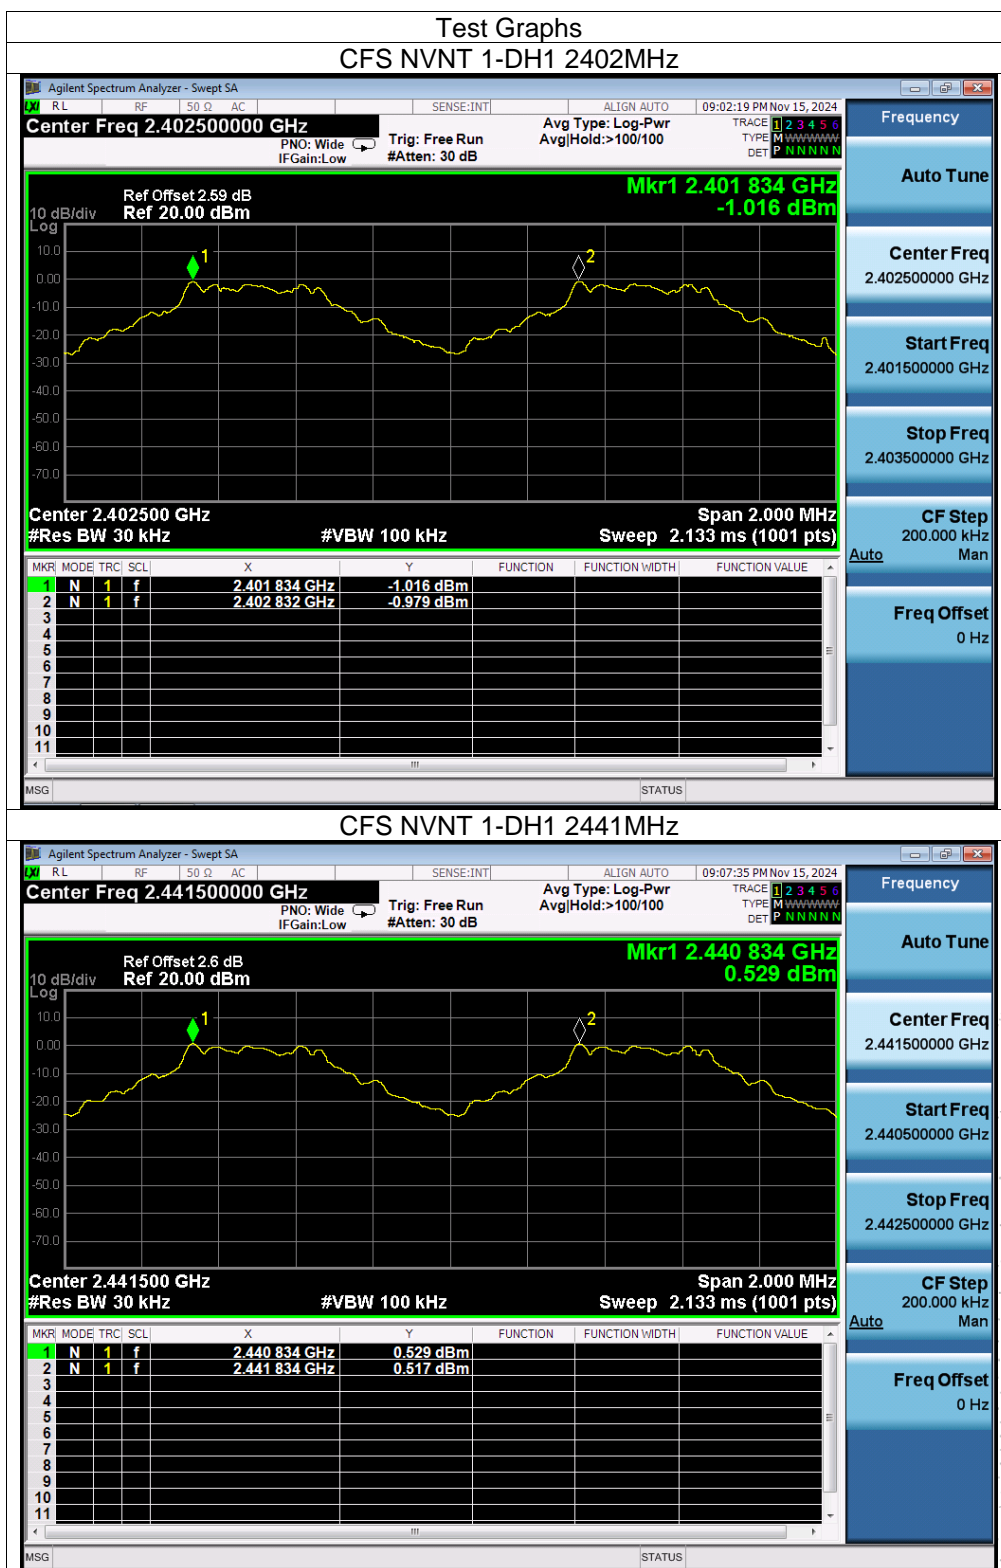 Test Graphs
CFS NVNT 1-DH1 2402MHz
Agilent Spectrum Analyzer - Swept SA
LXI RL RF 50 Ω AC SENSE:INT ALIGN AUTO 09:02:19 PM Nov 15, 2024
Center Freq 2.402500000 GHz
PNO: Wide
IFGain:Low
Trig: Free Run
#Atten: 30 dB
Avg Type: Log-Pwr
Avg|Hold:>100/100
TRACE 1 2 3 4 5 6
TYPE M W W W W W
DET P N N N N N
Frequency
Auto Tune
Center Freq
2.402500000 GHz
Start Freq
2.401500000 GHz
Stop Freq
2.403500000 GHz
CF Step
200.000 kHz
Auto Man
Freq Offset
0 Hz
Mkr1 2.401 834 GHz
-1.016 dBm
Ref Offset 2.59 dB
10 dB/div Ref 20.00 dBm
Log
10.0
0.00
-10.0
-20.0
-30.0
-40.0
-50.0
-60.0
-70.0
1
2
Center 2.402500 GHz Span 2.000 MHz
#Res BW 30 kHz #VBW 100 kHz Sweep 2.133 ms (1001 pts)
MKR MODE TRC SCL X Y FUNCTION FUNCTION WIDTH FUNCTION VALUE
1 N 1 f 2.401 834 GHz -1.016 dBm
2 N 1 f 2.402 832 GHz -0.979 dBm
3
4
5
6
7
8
9
10
11
MSG STATUS
CFS NVNT 1-DH1 2441MHz
Agilent Spectrum Analyzer - Swept SA
LXI RL RF 50 Ω AC SENSE:INT ALIGN AUTO 09:07:35 PM Nov 15, 2024
Center Freq 2.441500000 GHz
PNO: Wide
IFGain:Low
Trig: Free Run
#Atten: 30 dB
Avg Type: Log-Pwr
Avg|Hold:>100/100
TRACE 1 2 3 4 5 6
TYPE M W W W W W
DET P N N N N N
Frequency
Auto Tune
Center Freq
2.441500000 GHz
Start Freq
2.440500000 GHz
Stop Freq
2.442500000 GHz
CF Step
200.000 kHz
Auto Man
Freq Offset
0 Hz
Mkr1 2.440 834 GHz
0.529 dBm
Ref Offset 2.6 dB
10 dB/div Ref 20.00 dBm
Log
10.0
0.00
-10.0
-20.0
-30.0
-40.0
-50.0
-60.0
-70.0
1
2
Center 2.441500 GHz Span 2.000 MHz
#Res BW 30 kHz #VBW 100 kHz Sweep 2.133 ms (1001 pts)
MKR MODE TRC SCL X Y FUNCTION FUNCTION WIDTH FUNCTION VALUE
1 N 1 f 2.440 834 GHz 0.529 dBm
2 N 1 f 2.441 834 GHz 0.517 dBm
3
4
5
6
7
8
9
10
11
MSG STATUS